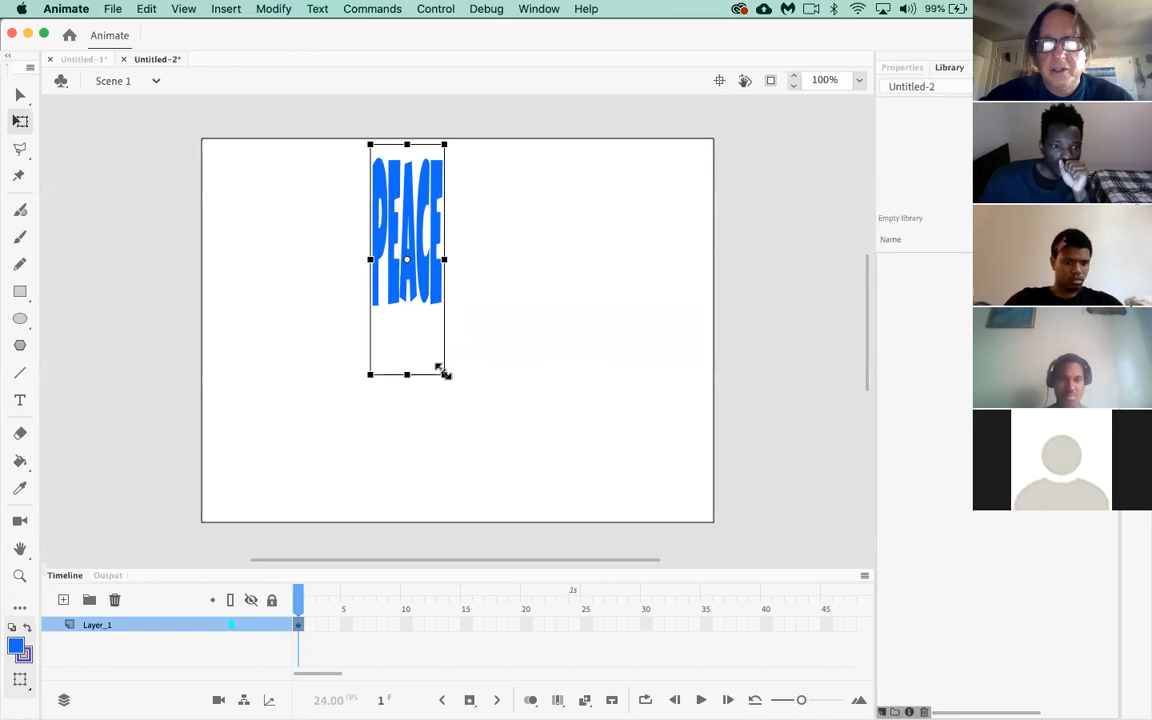 Animate File Edit View Insert Modify Text Commands Control Debug Window Help 99%
Animate
Untitled-1* Untitled-2*
Properties Library
Scene 1 100%
Untitled-2
PEACE
Empty library
Name
T
Timeline Output
1s
5 10 15 20 25 30 35 40 45
Layer_1
24.00 FPS 1 F